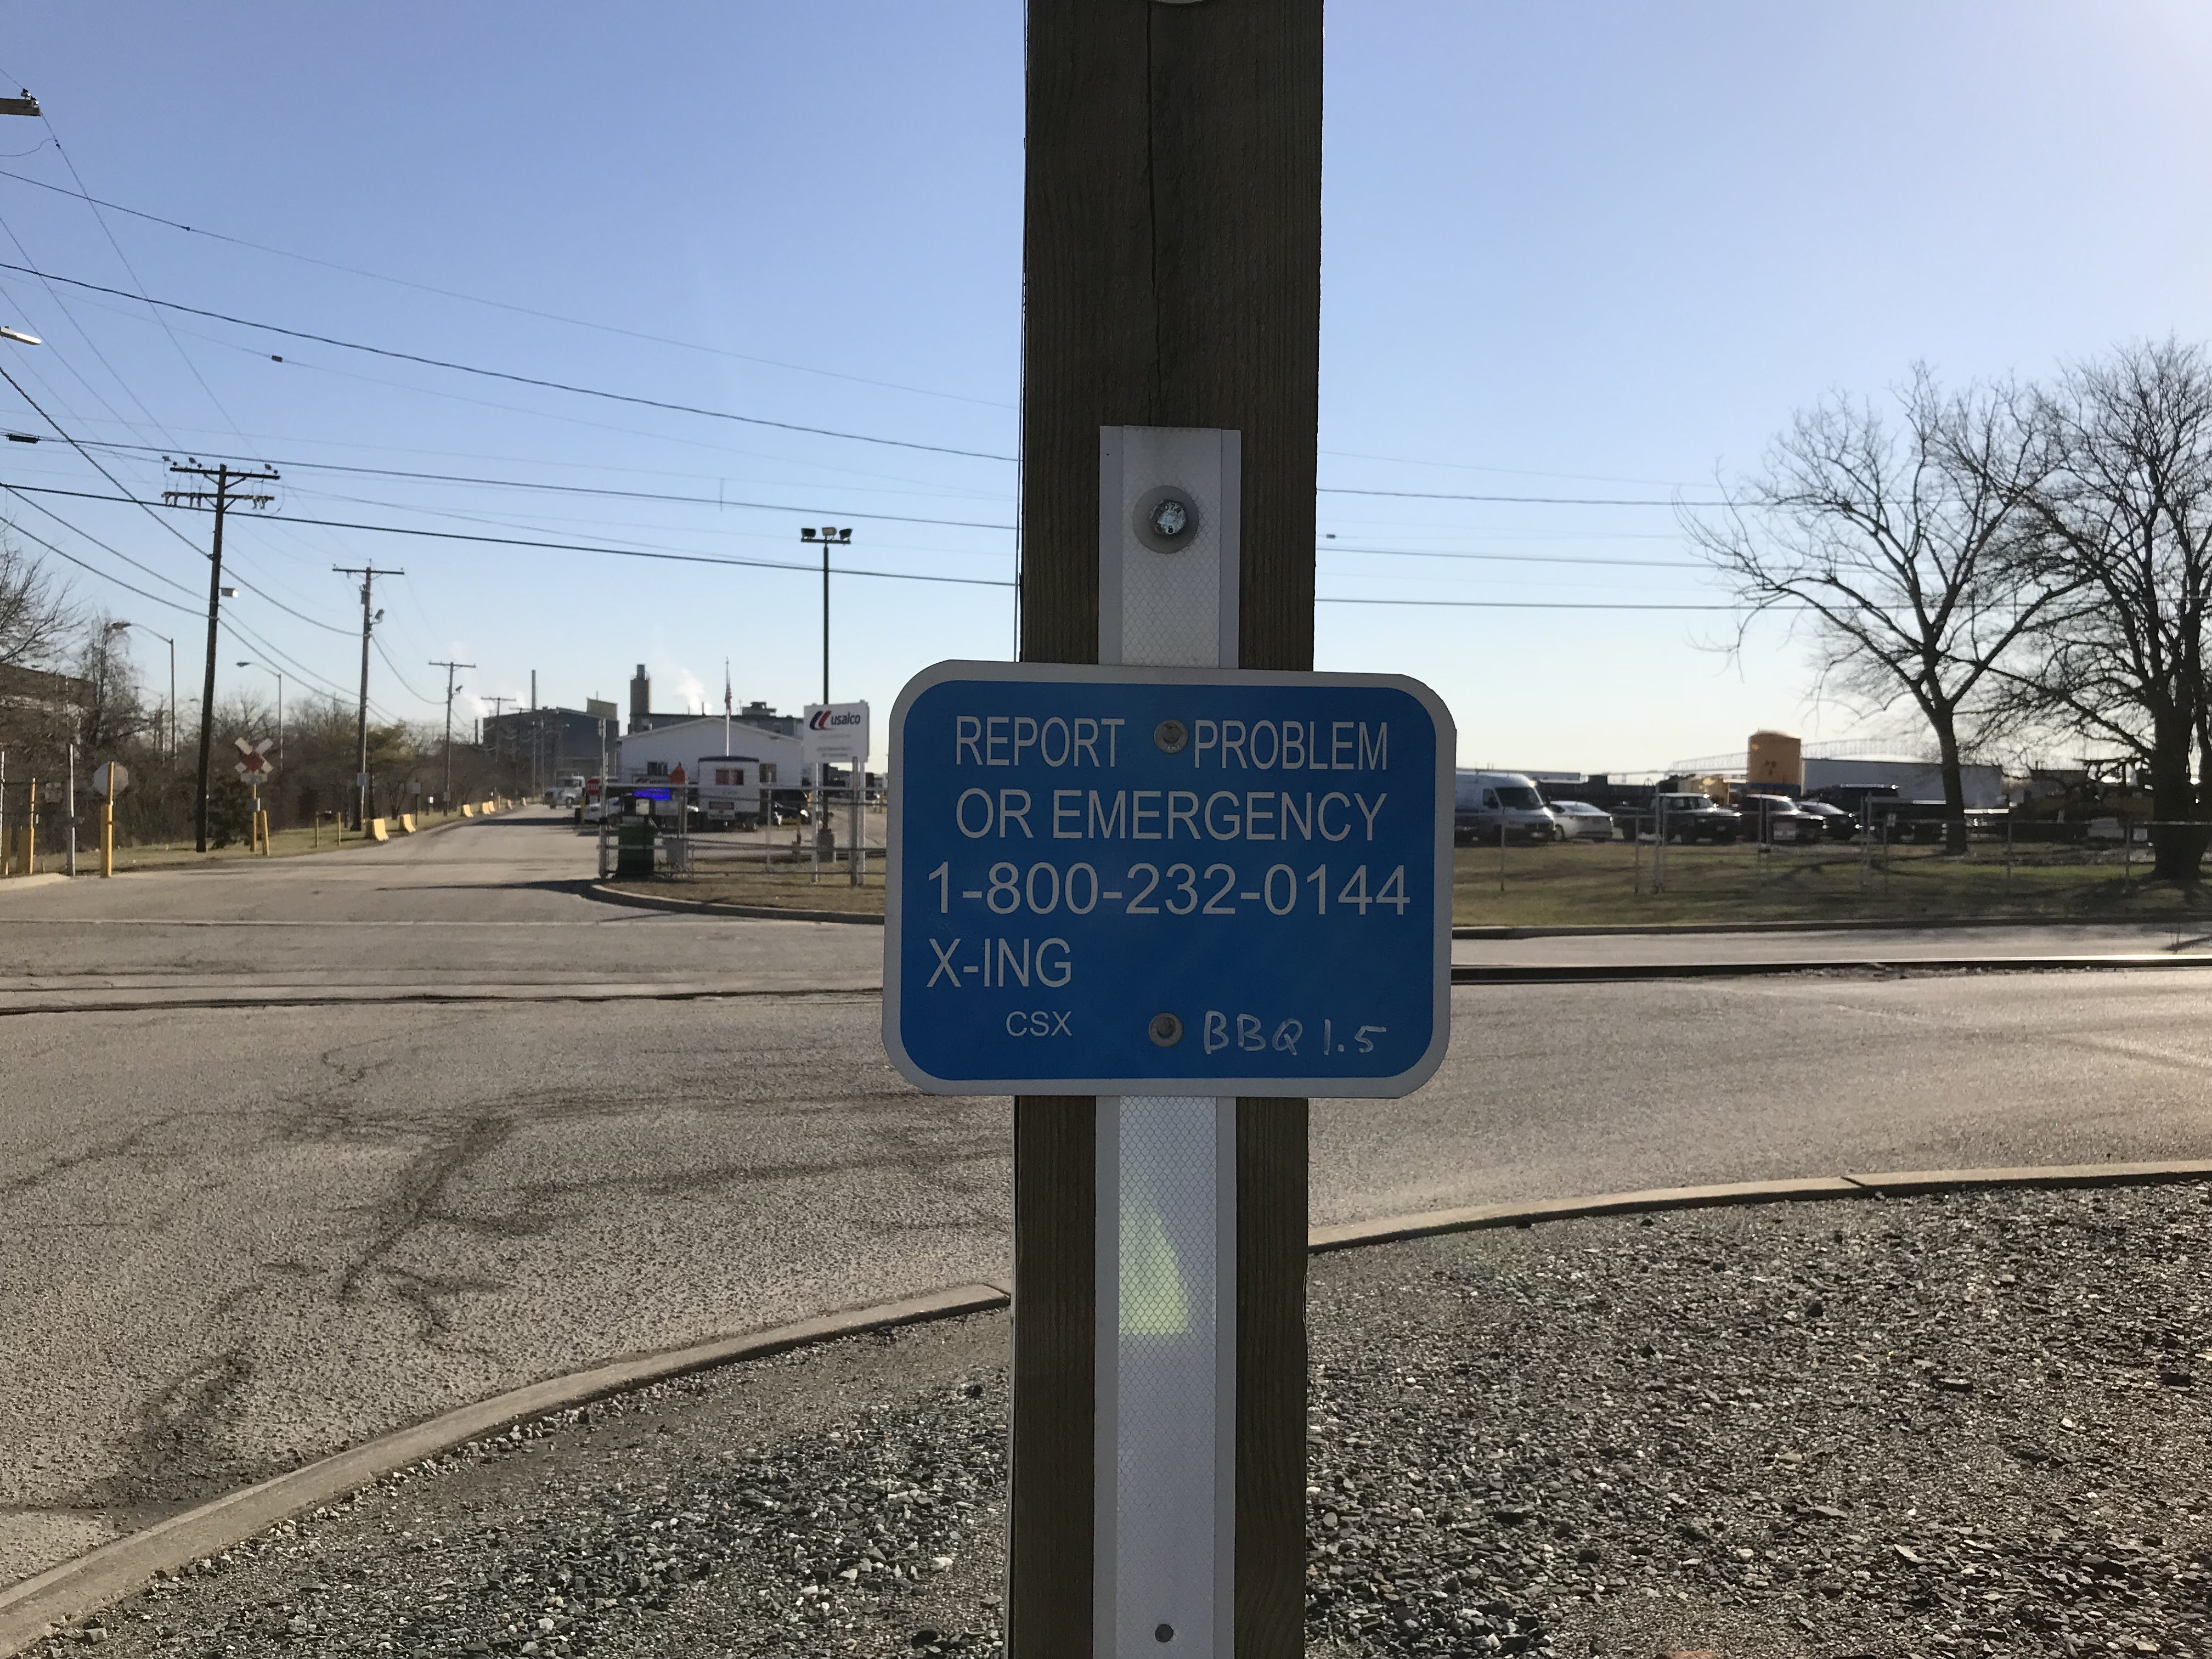 usalco
REPORT PROBLEM
OR EMERGENCY
1-800-232-0144
X-ING
CSX BBQ 1.5